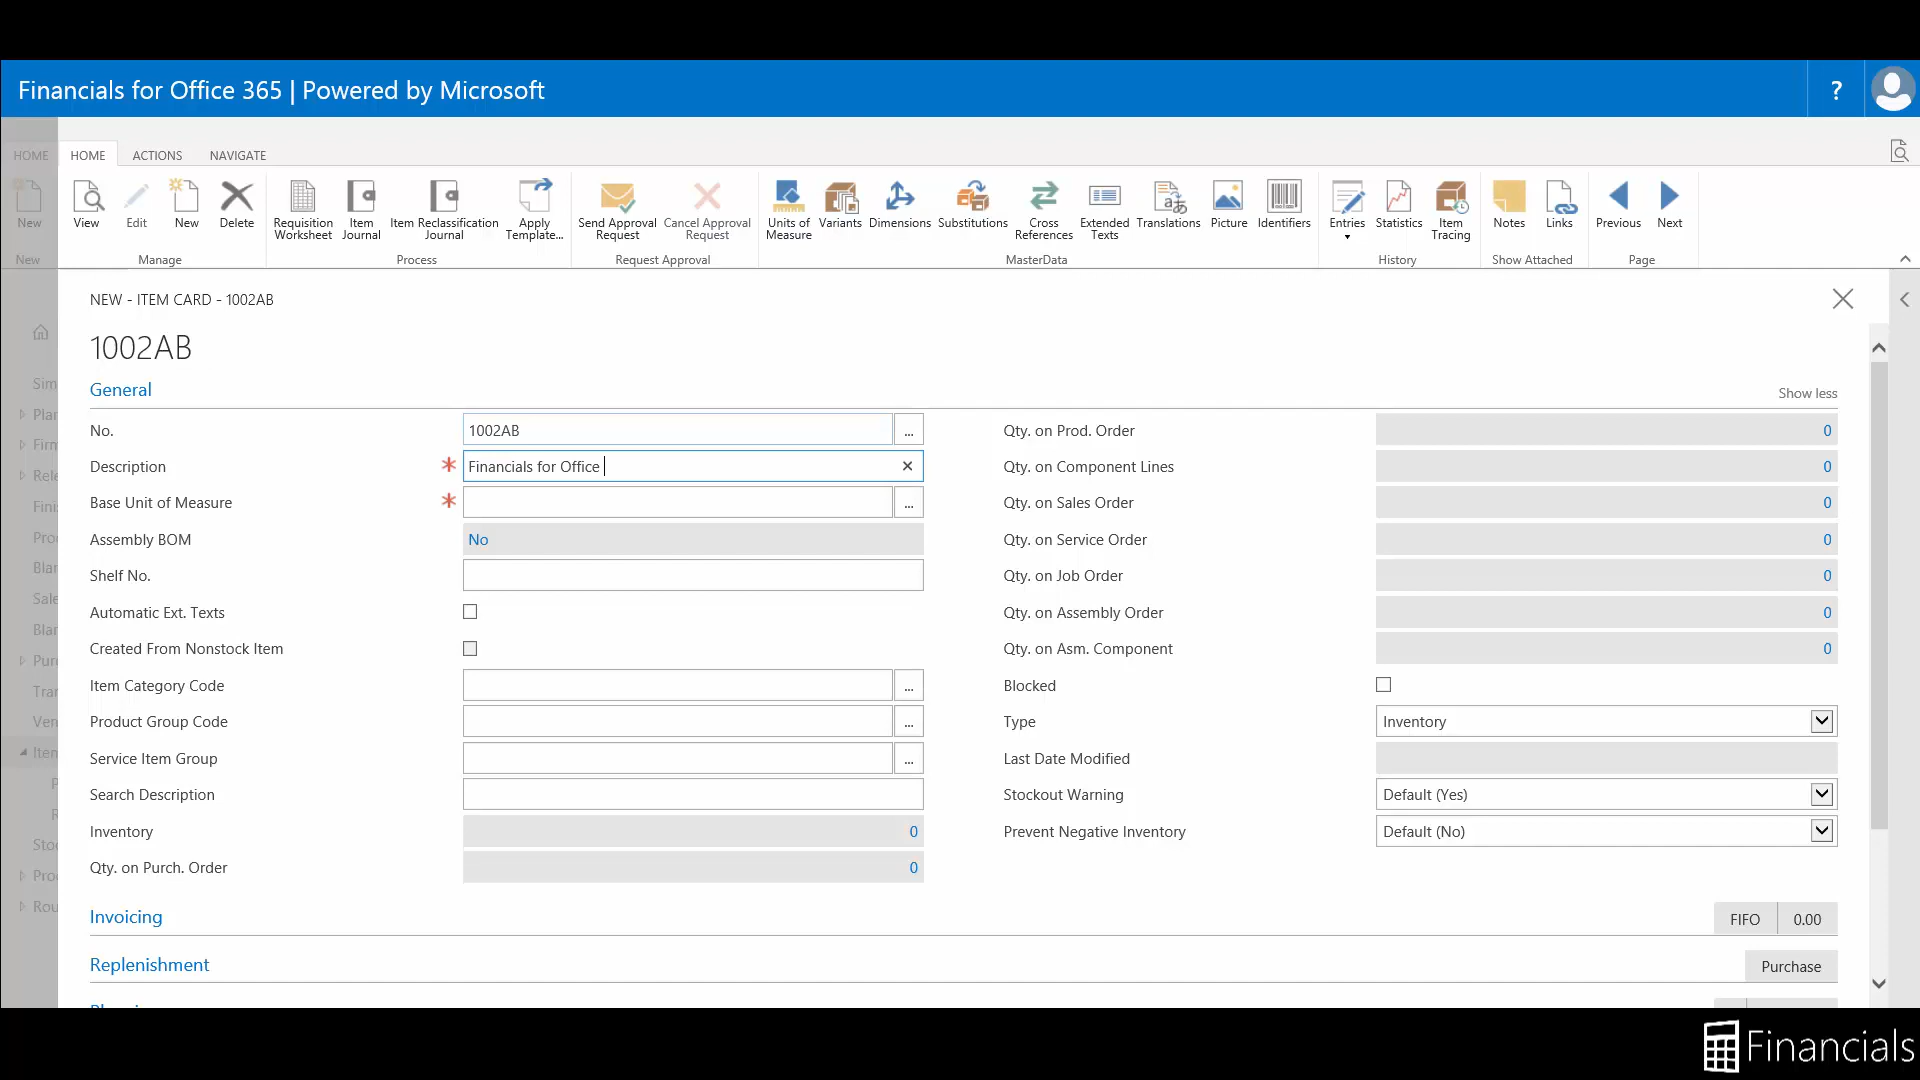 Financials for Office 365 | Powered by Microsoft
?
HOME
HOME
ACTIONS
NAVIGATE
New
View
Edit
New
Delete
Requisition Worksheet
Item Journal
Item Reclassification Journal
Apply Template...
Send Approval Request
Cancel Approval Request
Units of Measure
Variants
Dimensions
Substitutions
Cross References
Extended Texts
Translations
Picture
Identifiers
Entries
Statistics
Item Tracing
Notes
Links
Previous
Next
New
Manage
Process
Request Approval
MasterData
History
Show Attached
Page
NEW - ITEM CARD - 1002AB
1002AB
General
Show less
No.
1002AB
...
Qty. on Prod. Order
0
Description
Financials for Office
Qty. on Component Lines
0
Base Unit of Measure
...
Qty. on Sales Order
0
Assembly BOM
No
Qty. on Service Order
0
Shelf No.
Qty. on Job Order
0
Automatic Ext. Texts
Qty. on Assembly Order
0
Created From Nonstock Item
Qty. on Asm. Component
0
Item Category Code
...
Blocked
Product Group Code
...
Type
Inventory
Service Item Group
...
Last Date Modified
Search Description
Stockout Warning
Default (Yes)
Inventory
0
Prevent Negative Inventory
Default (No)
Qty. on Purch. Order
0
Invoicing
FIFO
0.00
Replenishment
Purchase
Financials